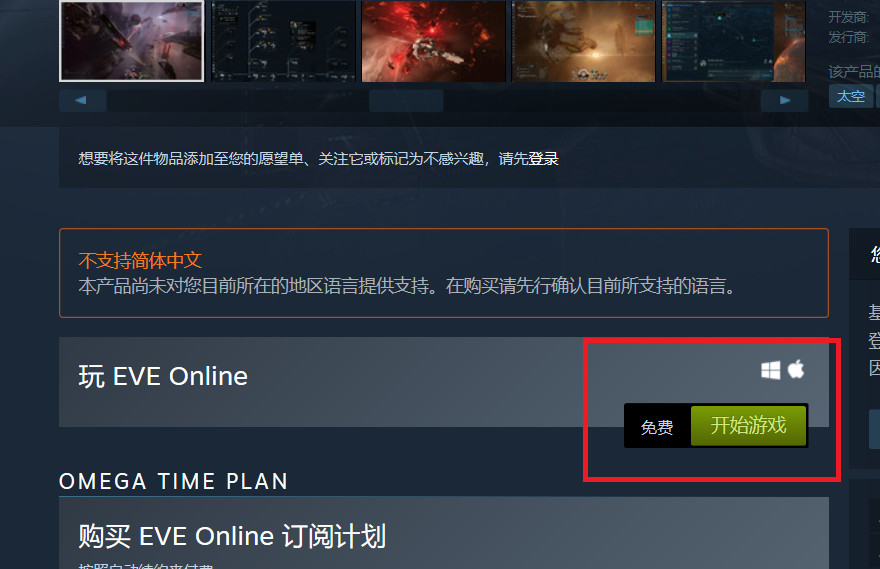 开发商:
发行商:
该产品的
太空
想要将这件物品添加至您的愿望单、关注它或标记为不感兴趣，请先登录
不支持简体中文
本产品尚未对您目前所在的地区语言提供支持。在购买请先行确认目前所支持的语言。
玩 EVE Online
免费
开始游戏
OMEGA TIME PLAN
购买 EVE Online 订阅计划